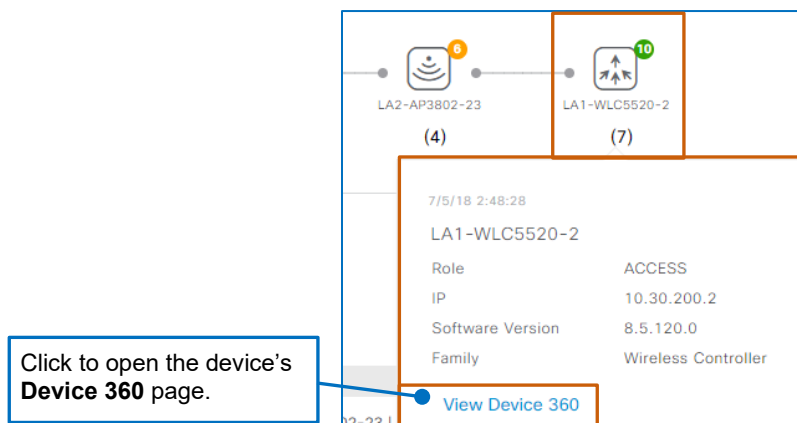 6
10
LA2-AP3802-23
LA1-WLC5520-2
(4)
(7)
7/5/18 2:48:28
LA1-WLC5520-2
Role ACCESS
IP 10.30.200.2
Software Version 8.5.120.0
Family Wireless Controller
Click to open the device's
Device 360 page.
View Device 360